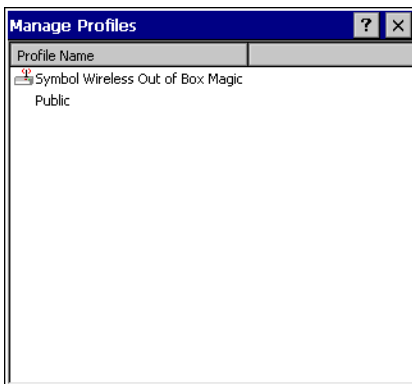 Manage Profiles ? ×
Profile Name
Symbol Wireless Out of Box Magic
Public